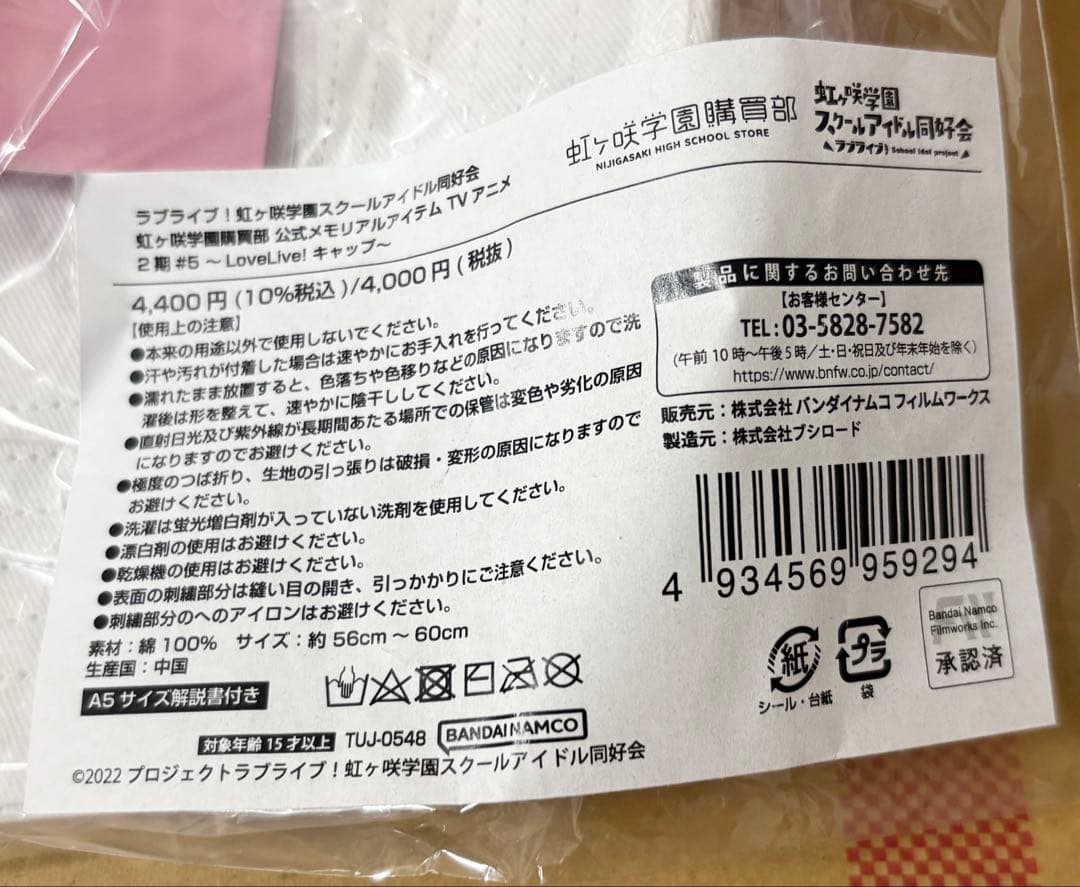 虹ヶ咲学園購買部
NIJIGASAKI HIGH SCHOOL STORE
虹ヶ咲学園
スクールアイドル同好会
ラブライブ! School idol project
ラブライブ！虹ヶ咲学園スクールアイドル同好会
虹ヶ咲学園購買部 公式メモリアルアイテム TV アニメ
2 期 #5 ～ LoveLive! キャップ～
4,400 円 (10%税込 )/4,000 円 ( 税抜 )
【使用上の注意】
●本来の用途以外で使用しないでください。
●汗や汚れが付着した場合は速やかにお手入れを行ってください。
●濡れたまま放置すると、色落ちや色移りなどの原因になりますので洗
濯後は形を整えて、速やかに陰干ししてください。
●直射日光及び紫外線が長期間あたる場所での保管は変色や劣化の原因
になりますのでお避けください。
●極度のつば折り、生地の引っ張りは破損・変形の原因になりますので
お避けください。
●洗濯は蛍光増白剤が入っていない洗剤を使用してください。
●漂白剤の使用はお避けください。
●乾燥機の使用はお避けください。
●表面の刺繍部分は縫い目の開き、引っかかりにご注意ください。
●刺繍部分のへのアイロンはお避けください。
素材：綿 100%　サイズ：約 56cm ～ 60cm
生産国：中国
A5 サイズ解説書付き
対象年齢 15 才以上 TUJ-0548 BANDAI NAMCO
©2022 プロジェクトラブライブ！虹ヶ咲学園スクールアイドル同好会
製品に関するお問い合わせ先
【お客様センター】
TEL : 03-5828-7582
（午前 10 時～午後 5 時／土・日・祝日及び年末年始を除く）
https://www.bnfw.co.jp/contact/
販売元：株式会社 バンダイナムコ フィルムワークス
製造元：株式会社ブシロード
4 934569 959294
紙
シール・台紙
プラ
袋
Bandai Namco
Filmworks Inc.
承認済